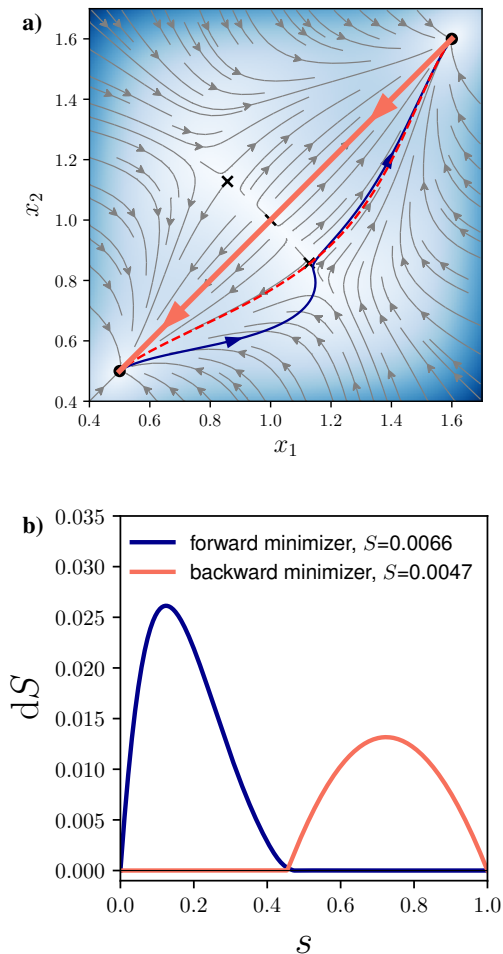 a)
1.6
1.4
1.2
1.0
0.8
0.6
0.4
x₂
0.4 0.6 0.8 1.0 1.2 1.4 1.6
x₁
b)
0.035
0.030
0.025
0.020
0.015
0.010
0.005
0.000
dS
forward minimizer, S=0.0066
backward minimizer, S=0.0047
0.0 0.2 0.4 0.6 0.8 1.0
s